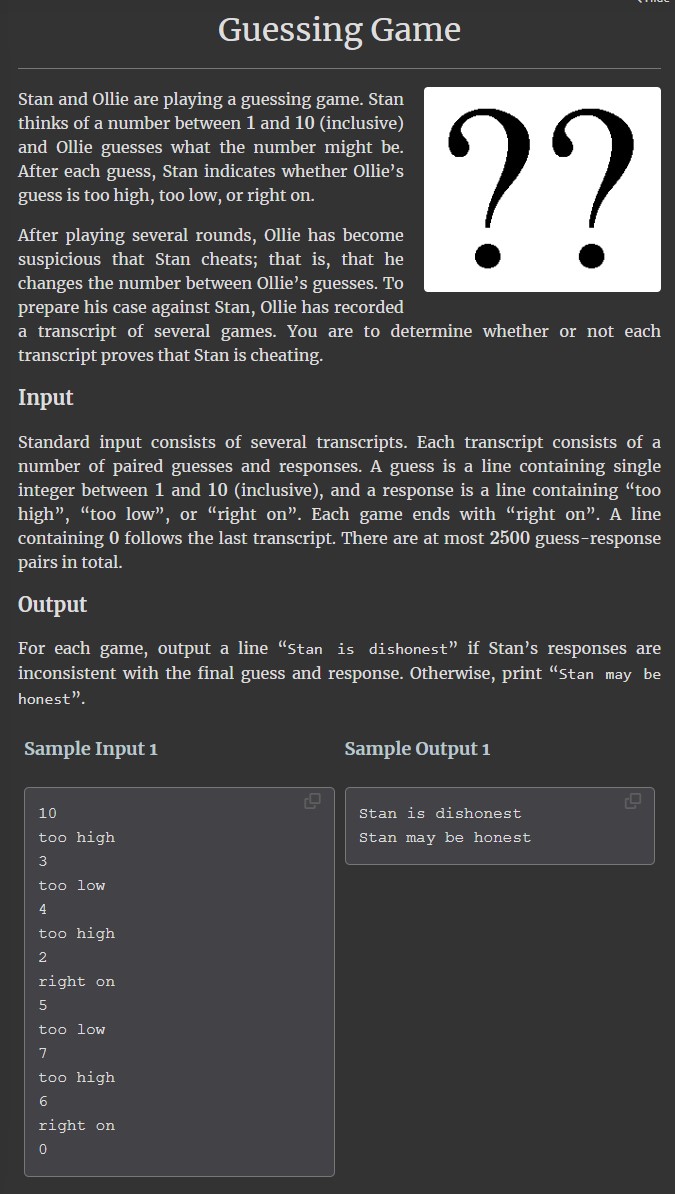 Guessing Game
Stan and Ollie are playing a guessing game. Stan
thinks of a number between 1 and 10 (inclusive)
and Ollie guesses what the number might be.
After each guess, Stan indicates whether Ollie’s
guess is too high, too low, or right on.
??
After playing several rounds, Ollie has become
suspicious that Stan cheats; that is, that he
changes the number between Ollie’s guesses. To
prepare his case against Stan, Ollie has recorded
a transcript of several games. You are to determine whether or not each
transcript proves that Stan is cheating.
Input
Standard input consists of several transcripts. Each transcript consists of a
number of paired guesses and responses. A guess is a line containing single
integer between 1 and 10 (inclusive), and a response is a line containing “too
high”, “too low”, or “right on”. Each game ends with “right on”. A line
containing 0 follows the last transcript. There are at most 2500 guess-response
pairs in total.
Output
For each game, output a line “Stan is dishonest” if Stan’s responses are
inconsistent with the final guess and response. Otherwise, print “Stan may be
honest”.
Sample Input 1
10
too high
3
too low
4
too high
2
right on
5
too low
7
too high
6
right on
0
Sample Output 1
Stan is dishonest
Stan may be honest